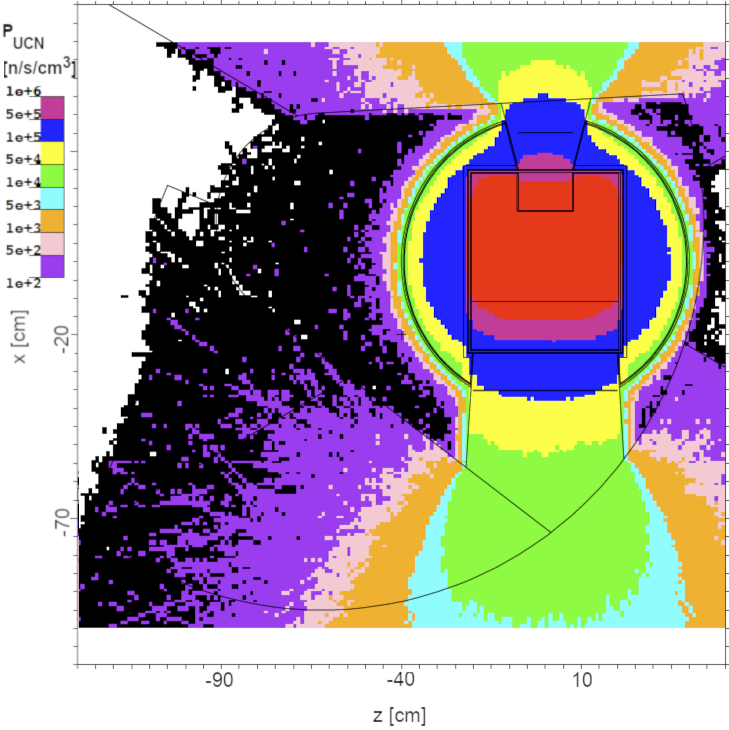 P
UCN
[n/s/cm³]
1e+6
5e+5
1e+5
5e+4
1e+4
5e+3
1e+3
5e+2
1e+2
x [cm]
-20
-70
-90
-40
10
z [cm]